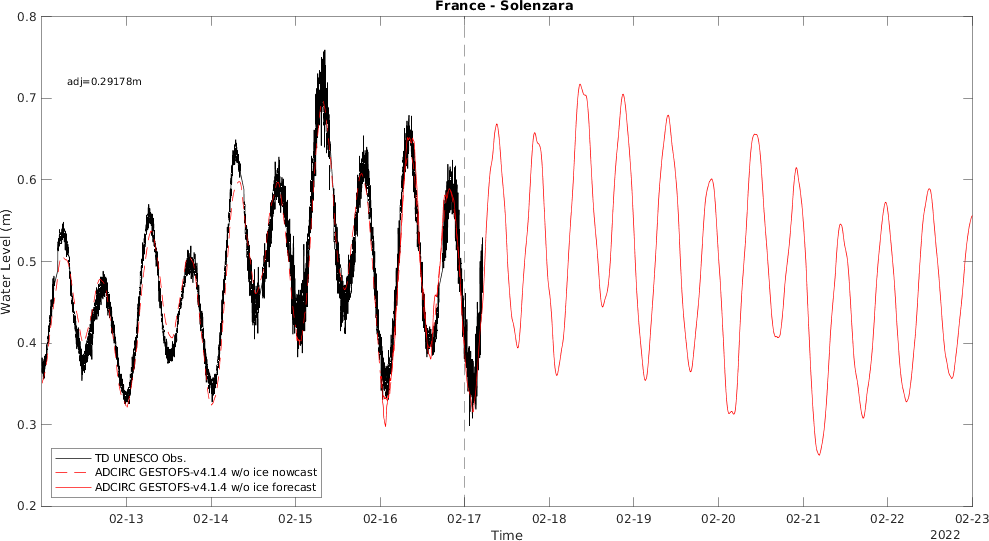 France - Solenzara
adj=0.29178m
Water Level (m)
0.8
0.7
0.6
0.5
0.4
0.3
0.2
TD UNESCO Obs.
ADCIRC GESTOFS-v4.1.4 w/o ice nowcast
ADCIRC GESTOFS-v4.1.4 w/o ice forecast
02-13 02-14 02-15 02-16 02-17 02-18 02-19 02-20 02-21 02-22 02-23
Time
2022